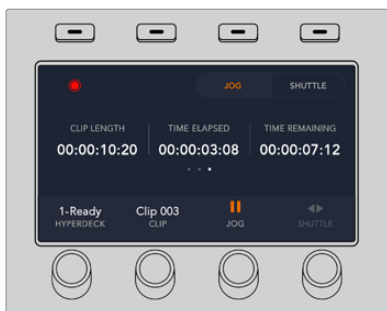 JOG SHUTTLE
CLIP LENGTH TIME ELAPSED TIME REMAINING
00:00:10:20 00:00:03:08 00:00:07:12
1-Ready Clip 003
HYPERDECK CLIP JOG SHUTTLE